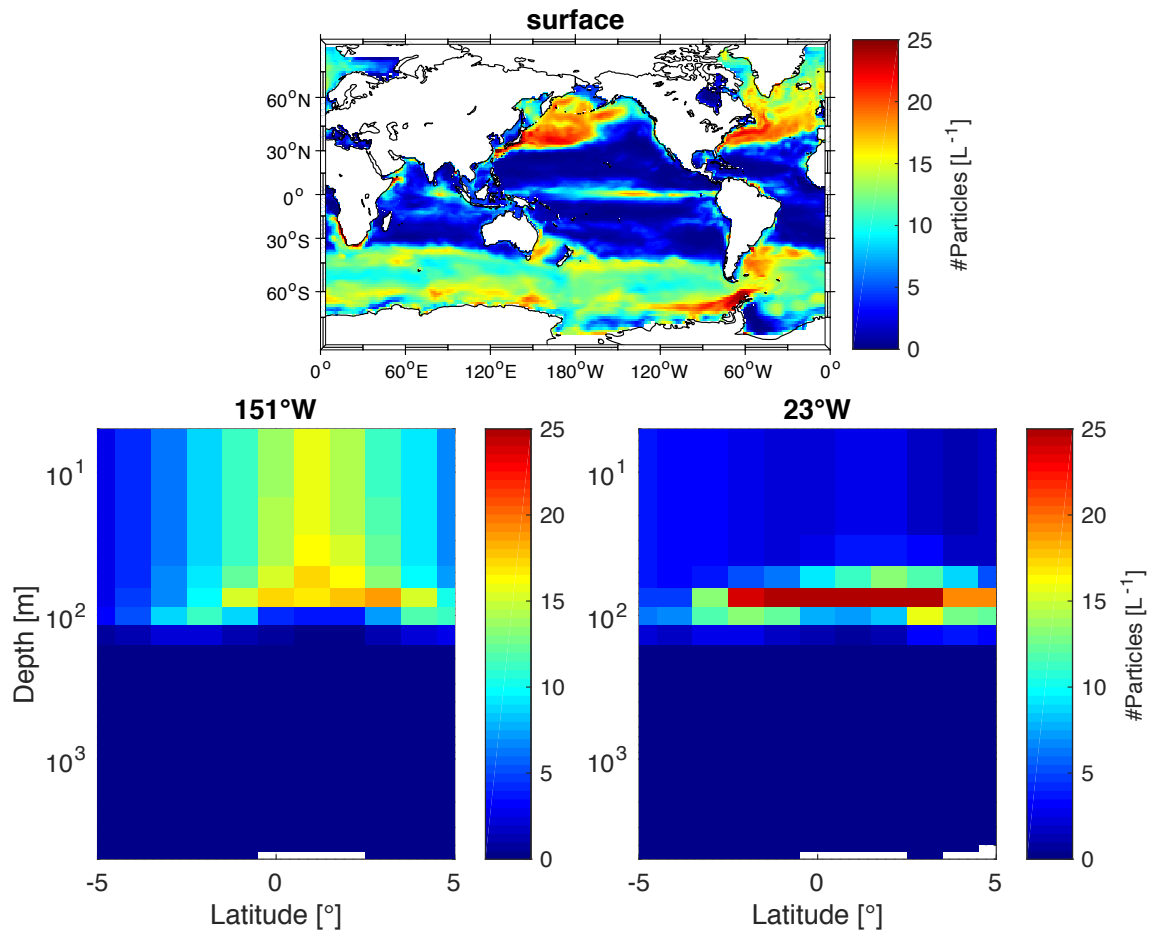 surface
60°N
30°N
0°
30°S
60°S
0° 60°E 120°E 180°W 120°W 60°W 0°
25
20
15
10
5
0
#Particles [L⁻¹]
151°W
10¹
10²
10³
Depth [m]
-5 0 5
Latitude [°]
25
20
15
10
5
0
23°W
10¹
10²
10³
-5 0 5
Latitude [°]
25
20
15
10
5
0
#Particles [L⁻¹]